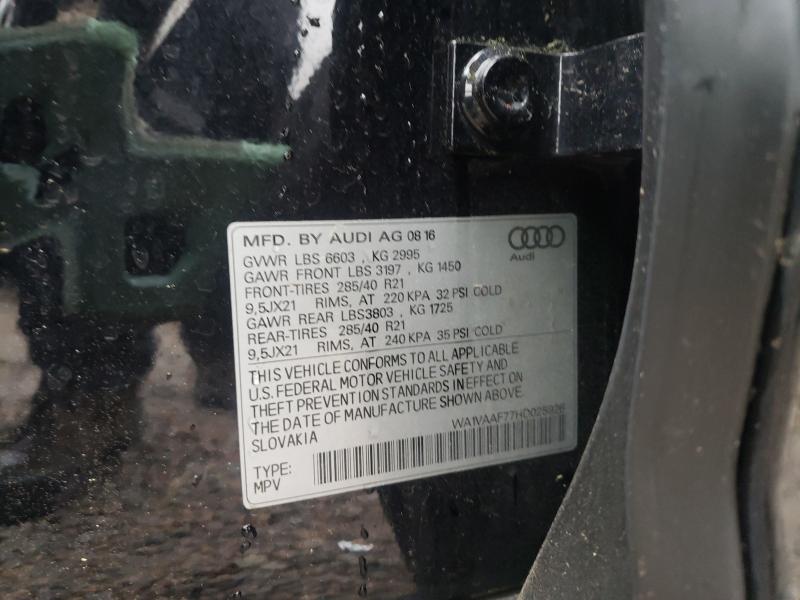 MFD. BY AUDI AG 08 16
Audi
GVWR LBS 6603 , KG 2995
GAWR FRONT LBS 3197 , KG 1450
FRONT-TIRES 285/40 R21
9,5JX21 RIMS, AT 220 KPA 32 PSI COLD
GAWR REAR LBS3803 , KG 1725
REAR-TIRES 285/40 R21
9,5JX21 RIMS, AT 240 KPA 35 PSI COLD
THIS VEHICLE CONFORMS TO ALL APPLICABLE
U.S. FEDERAL MOTOR VEHICLE SAFETY AND
THEFT PREVENTION STANDARDS IN EFFECT ON
THE DATE OF MANUFACTURE SHOWN ABOVE.
SLOVAKIA
WA1VAAF77HD025926
TYPE:
MPV